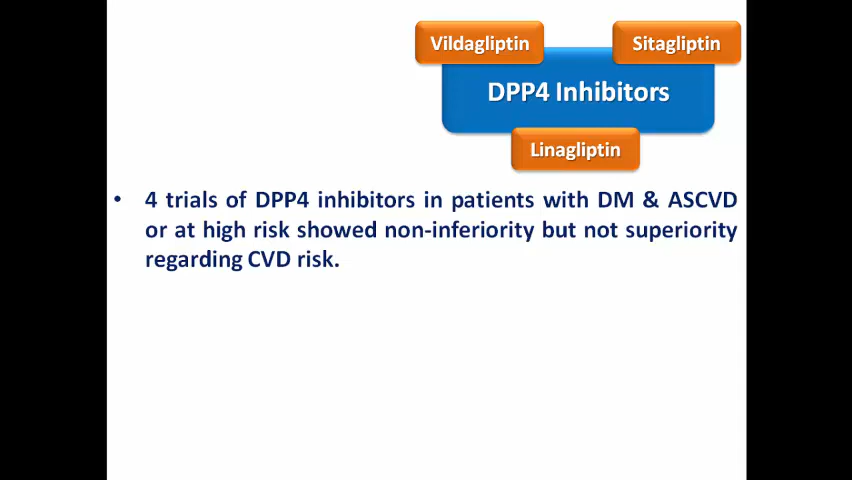 Vildagliptin
Sitagliptin
DPP4 Inhibitors
Linagliptin
• 4 trials of DPP4 inhibitors in patients with DM & ASCVD
or at high risk showed non-inferiority but not superiority
regarding CVD risk.